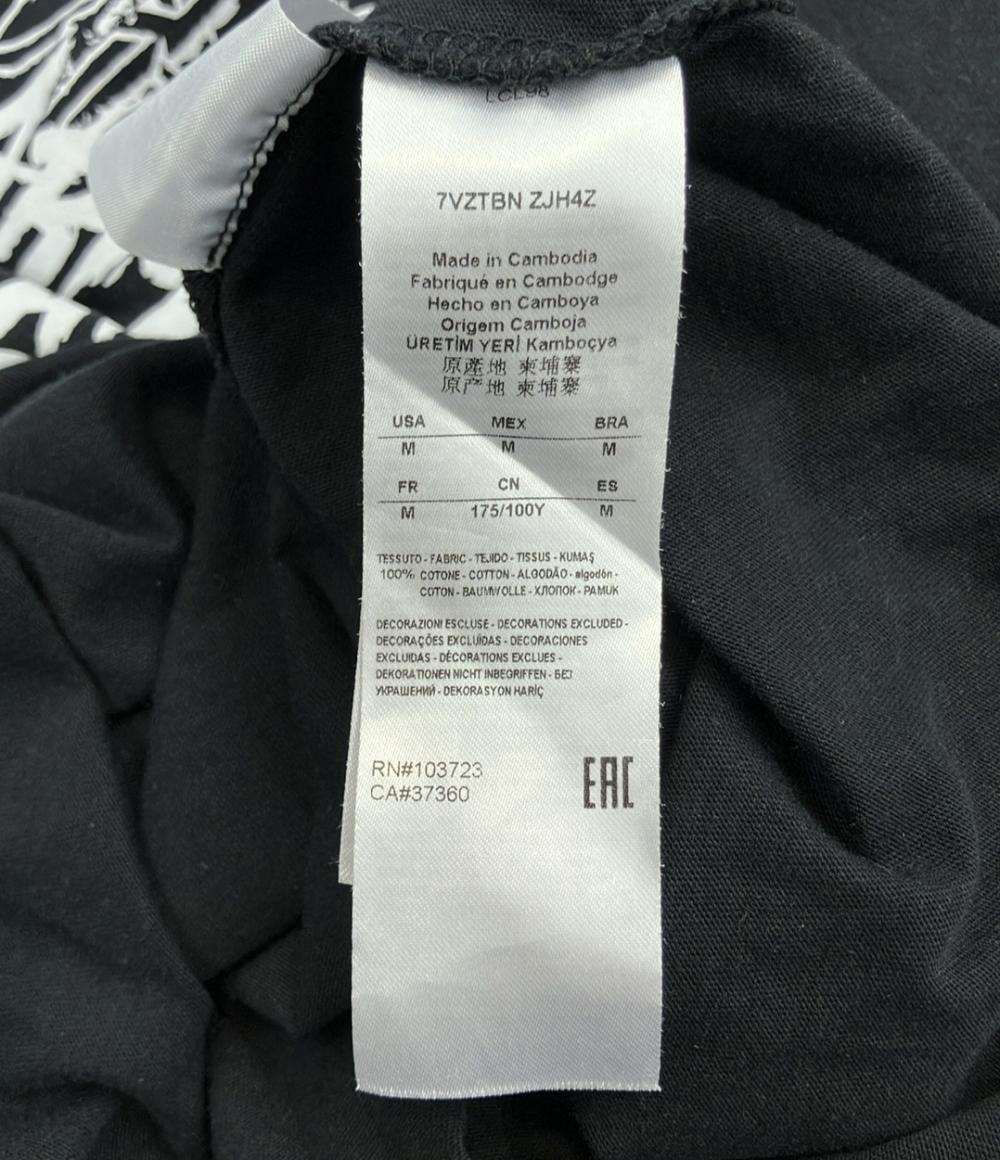 LCL98
7VZTBN ZJH4Z
Made in Cambodia
Fabriqué en Cambodge
Hecho en Camboya
Origem Camboja
ÜRETİM YERİ Kamboçya
原產地 柬埔寨
原产地 柬埔寨
USA MEX BRA
M M M
FR CN ES
M 175/100Y M
TESSUTO - FABRIC - TEJIDO - TISSUS - KUMAŞ
100% COTONE - COTTON - ALGODÃO - algodón -
COTON - BAUMWOLLE - ХЛОПОК - PAMUK
DECORAZIONI ESCLUSE - DECORATIONS EXCLUDED -
DECORAÇÕES EXCLUÍDAS - DECORACIONES
EXCLUIDAS - DÉCORATIONS EXCLUES -
DEKORATIONEN NICHT INBEGRIFFEN - БЕЗ
УКРАШЕНИЙ - DEKORASYON HARİÇ
RN#103723
CA#37360
EAC